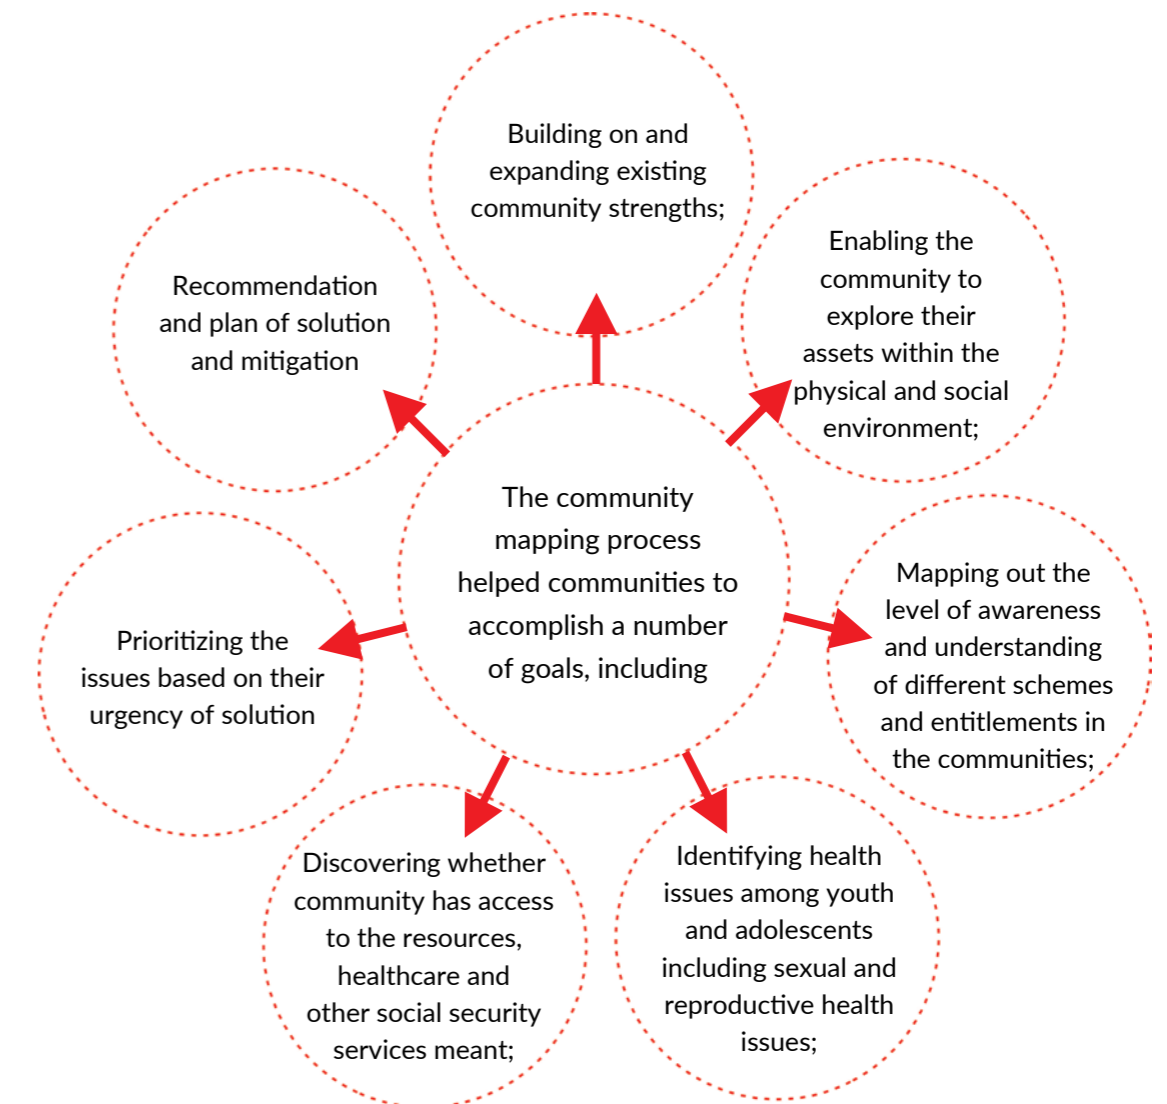 The community
mapping process
helped communities to
accomplish a number
of goals, including
Building on and
expanding existing
community strengths;
Enabling the
community to
explore their
assets within the
physical and social
environment;
Mapping out the
level of awareness
and understanding
of different schemes
and entitlements in
the communities;
Identifying health
issues among youth
and adolescents
including sexual and
reproductive health
issues;
Discovering whether
community has access
to the resources,
healthcare and
other social security
services meant;
Prioritizing the
issues based on their
urgency of solution
Recommendation
and plan of solution
and mitigation